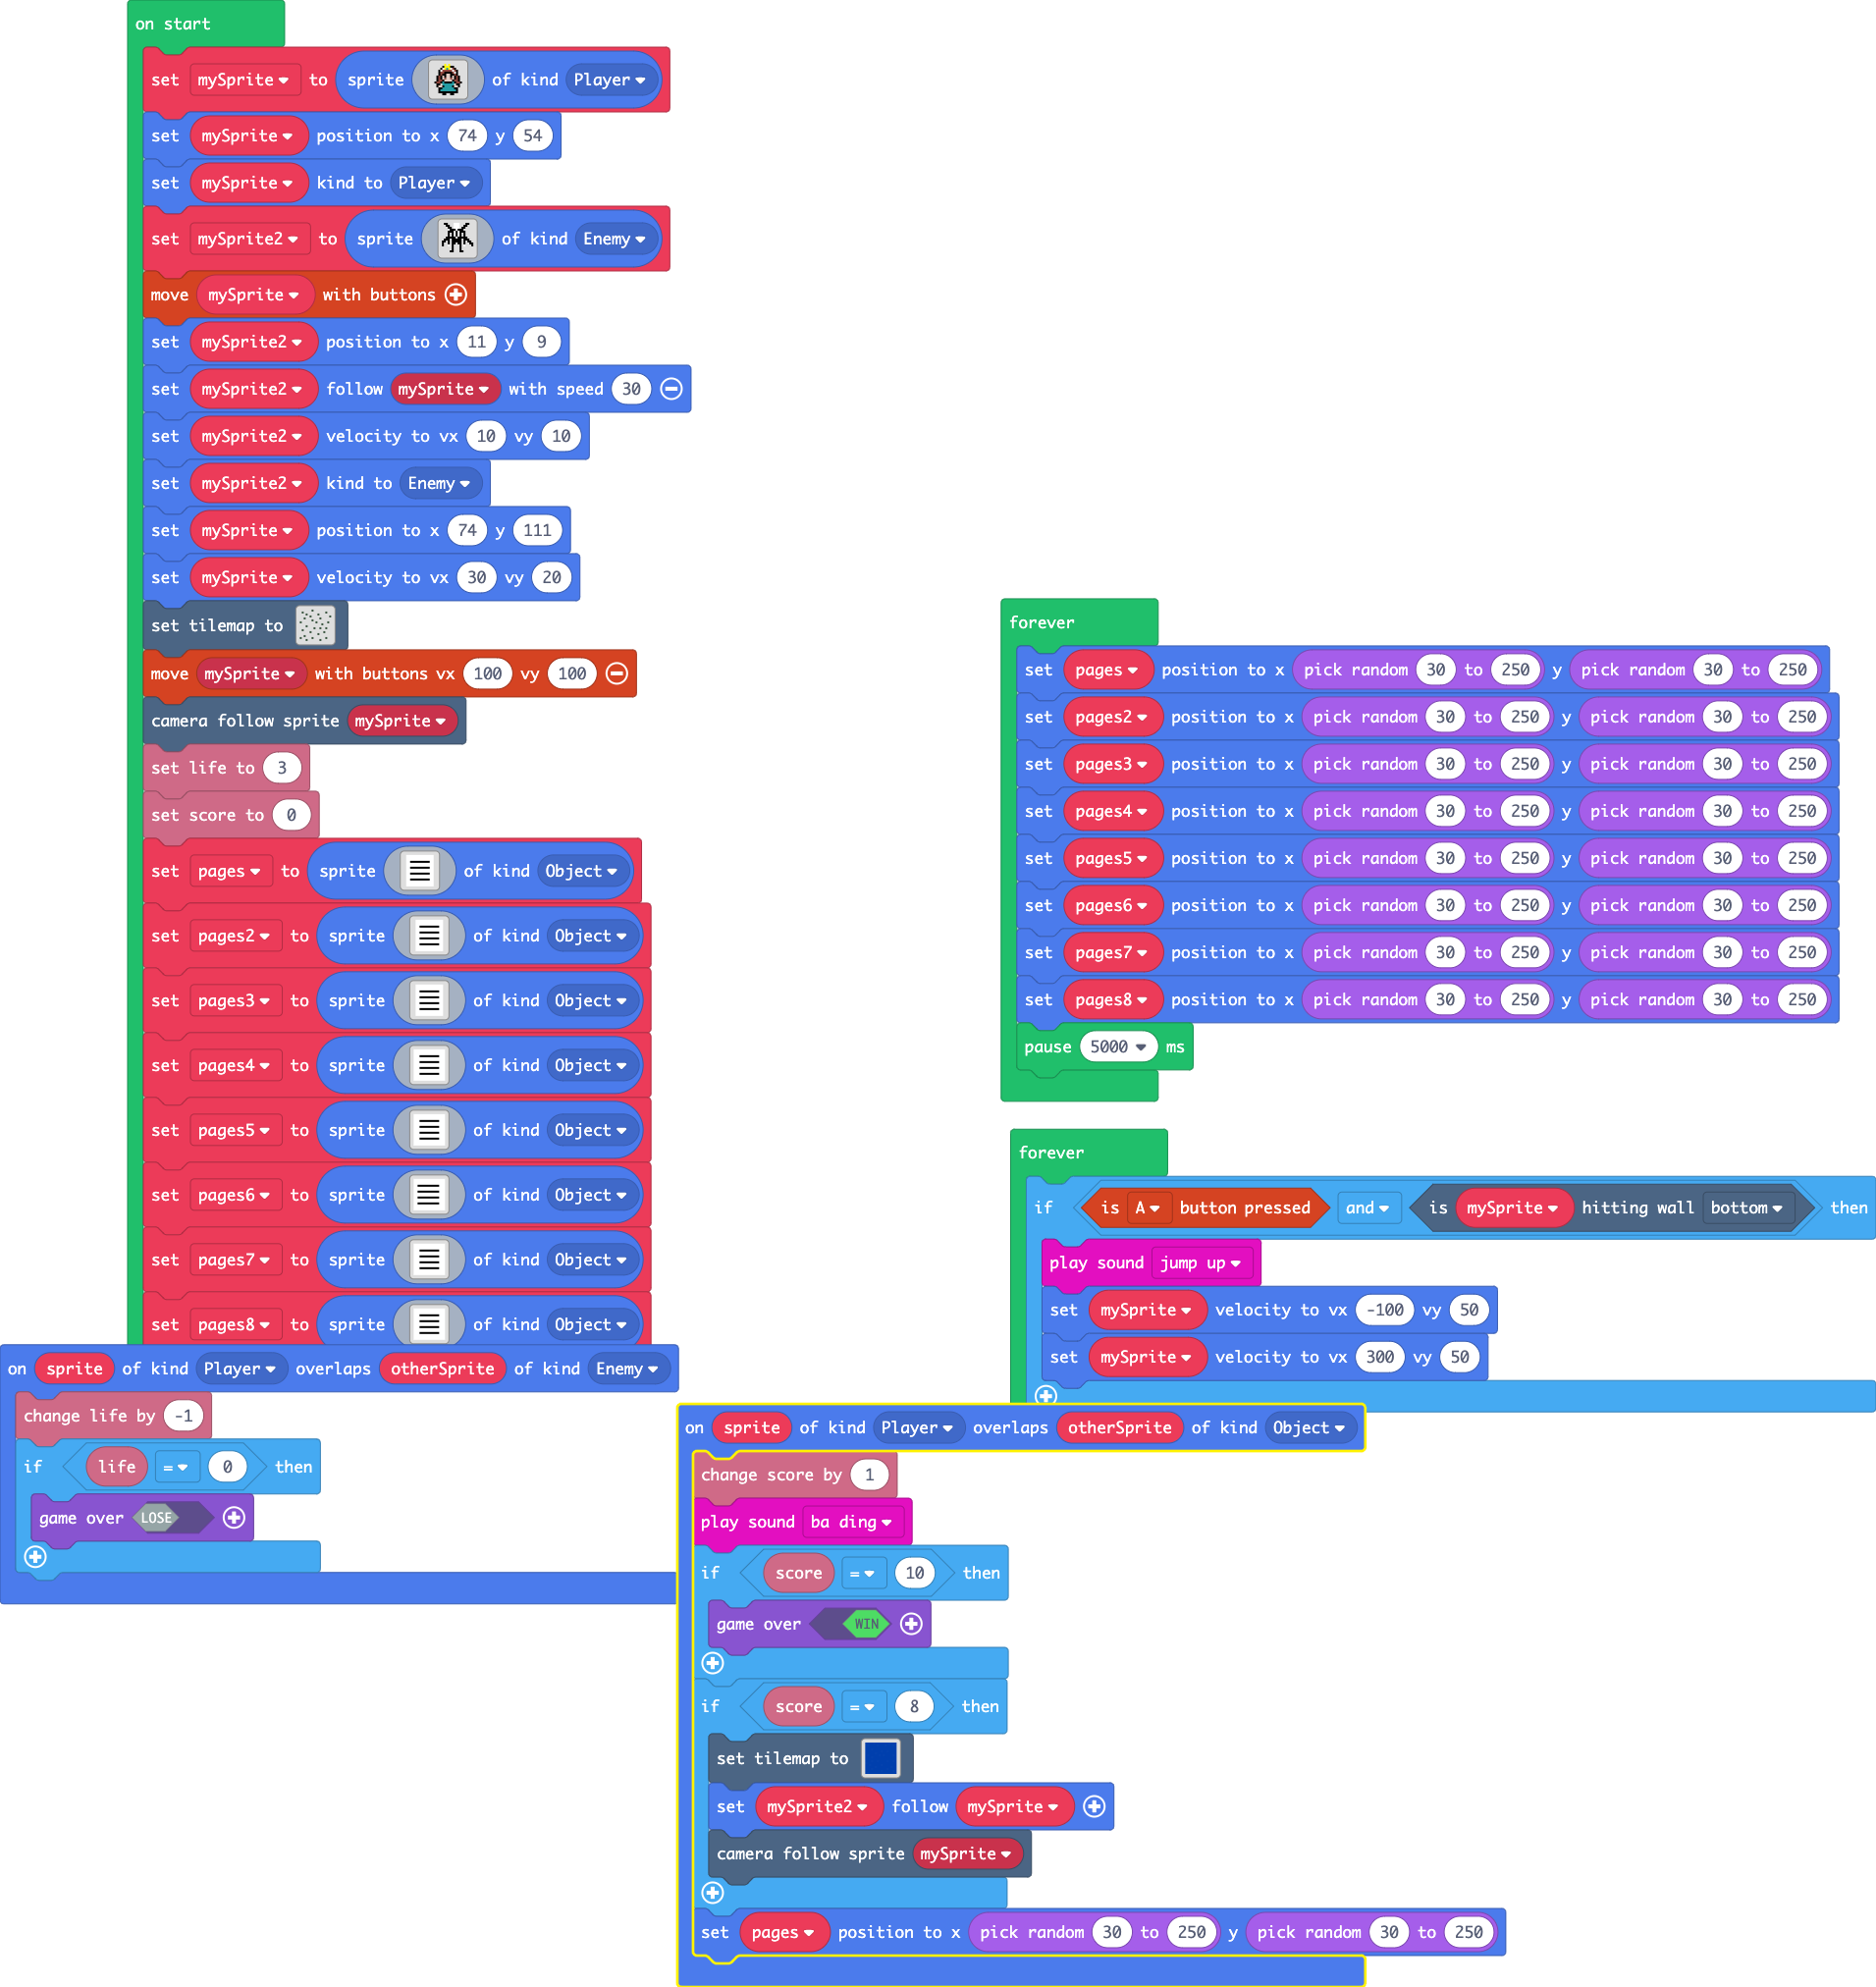 on start
set mySprite to sprite of kind Player
set mySprite position to x 74 y 54
set mySprite kind to Player
set mySprite2 to sprite of kind Enemy
move mySprite with buttons
set mySprite2 position to x 11 y 9
set mySprite2 follow mySprite with speed 30
set mySprite2 velocity to vx 10 vy 10
set mySprite2 kind to Enemy
set mySprite position to x 74 y 111
set mySprite velocity to vx 30 vy 20
set tilemap to
move mySprite with buttons vx 100 vy 100
camera follow sprite mySprite
set life to 3
set score to 0
set pages to sprite of kind Object
set pages2 to sprite of kind Object
set pages3 to sprite of kind Object
set pages4 to sprite of kind Object
set pages5 to sprite of kind Object
set pages6 to sprite of kind Object
set pages7 to sprite of kind Object
set pages8 to sprite of kind Object
forever
set pages position to x pick random 30 to 250 y pick random 30 to 250
set pages2 position to x pick random 30 to 250 y pick random 30 to 250
set pages3 position to x pick random 30 to 250 y pick random 30 to 250
set pages4 position to x pick random 30 to 250 y pick random 30 to 250
set pages5 position to x pick random 30 to 250 y pick random 30 to 250
set pages6 position to x pick random 30 to 250 y pick random 30 to 250
set pages7 position to x pick random 30 to 250 y pick random 30 to 250
set pages8 position to x pick random 30 to 250 y pick random 30 to 250
pause 5000 ms
forever
if is A button pressed and is mySprite hitting wall bottom then
play sound jump up
set mySprite velocity to vx -100 vy 50
set mySprite velocity to vx 300 vy 50
on sprite of kind Player overlaps otherSprite of kind Enemy
change life by -1
if life = 0 then
game over LOSE
on sprite of kind Player overlaps otherSprite of kind Object
change score by 1
play sound ba ding
if score = 10 then
game over WIN
if score = 8 then
set tilemap to
set mySprite2 follow mySprite
camera follow sprite mySprite
set pages position to x pick random 30 to 250 y pick random 30 to 250